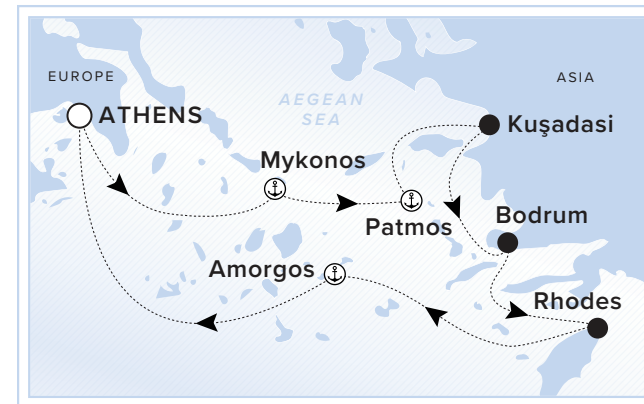 EUROPE
ASIA
AEGEAN
SEA
ATHENS
Kuşadasi
Mykonos
Patmos
Bodrum
Amorgos
Rhodes